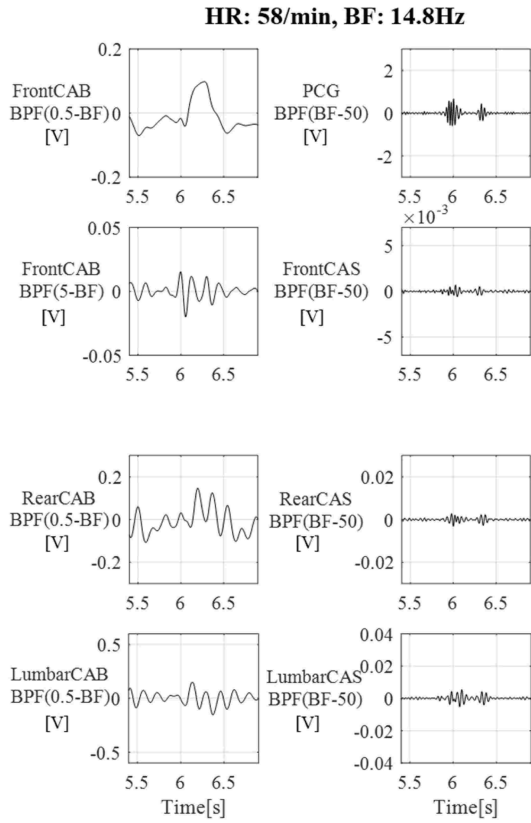 HR: 58/min, BF: 14.8Hz
FrontCAB
BPF(0.5-BF)
[V]
0.2
0
-0.2
5.5 6 6.5
PCG
BPF(BF-50)
[V]
2
0
-2
5.5 6 6.5
FrontCAB
BPF(5-BF)
[V]
0.05
0
-0.05
5.5 6 6.5
×10^-3
FrontCAS
BPF(BF-50)
[V]
5
0
-5
5.5 6 6.5
RearCAB
BPF(0.5-BF)
[V]
0.2
0
-0.2
5.5 6 6.5
RearCAS
BPF(BF-50)
[V]
0.02
0
-0.02
5.5 6 6.5
LumbarCAB
BPF(0.5-BF)
[V]
0.5
0
-0.5
5.5 6 6.5
Time[s]
LumbarCAS
BPF(BF-50)
[V]
0.04
0.02
0
-0.02
-0.04
5.5 6 6.5
Time[s]